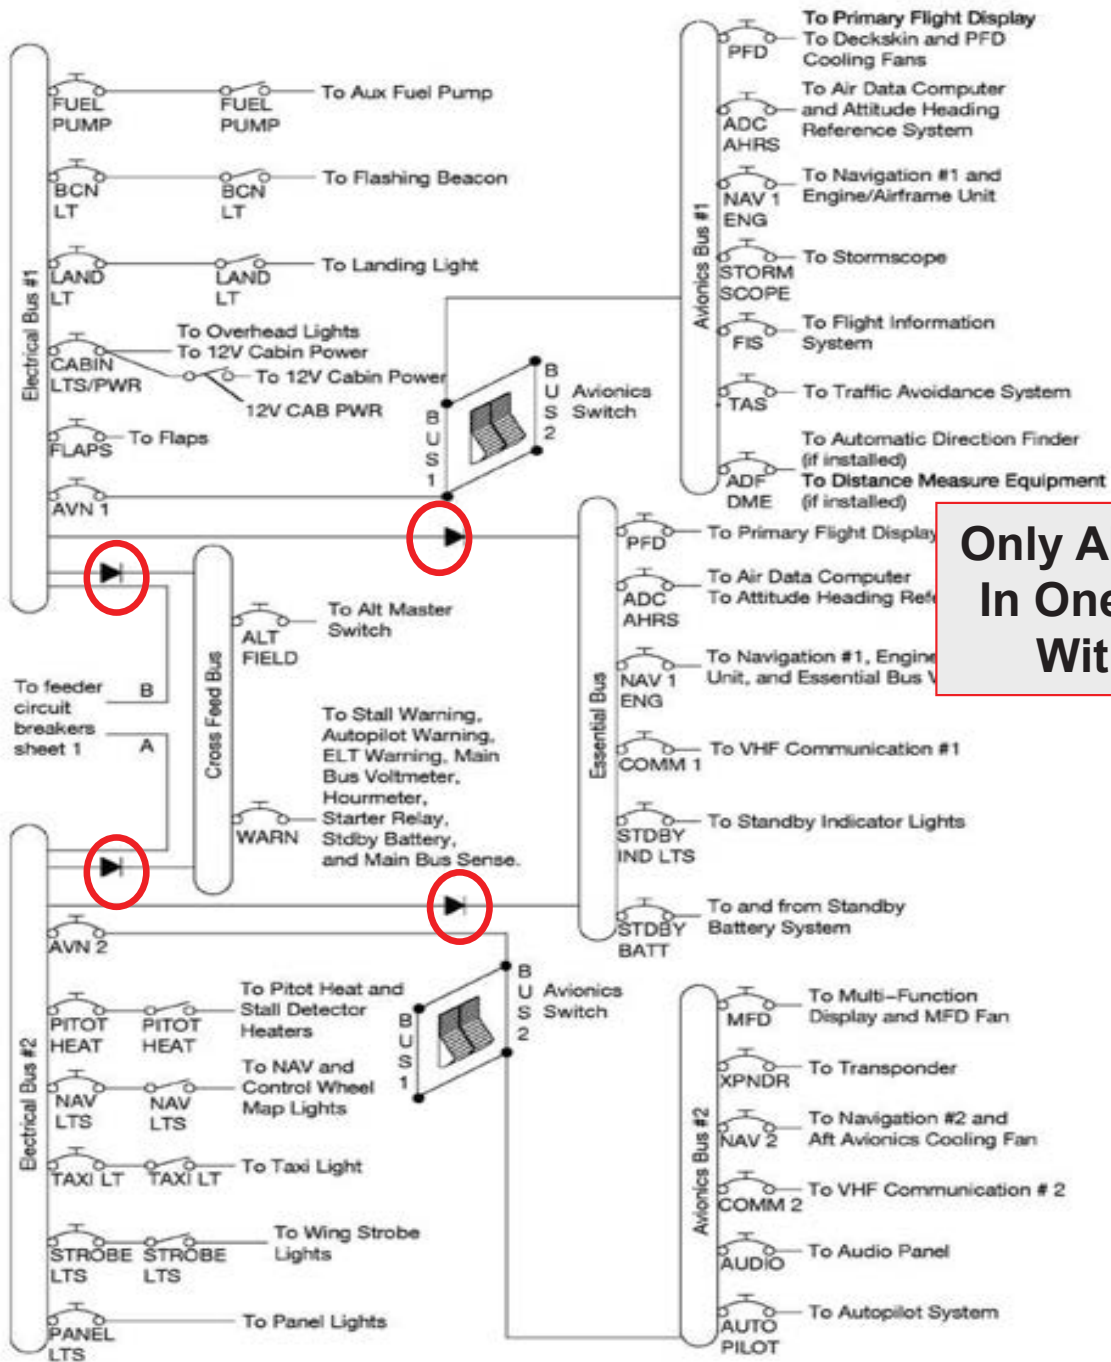 Electrical Bus #1
FUEL
PUMP
FUEL
PUMP
To Aux Fuel Pump
BCN
LT
BCN
LT
To Flashing Beacon
LAND
LT
LAND
LT
To Landing Light
CABIN
LTS/PWR
To Overhead Lights
To 12V Cabin Power
To 12V Cabin Power
12V CAB PWR
FLAPS
To Flaps
AVN 1
BUS 1
BUS 2
Avionics
Switch
Avionics Bus #1
PFD
To Primary Flight Display
To Deckskin and PFD
Cooling Fans
ADC
AHRS
To Air Data Computer
and Attitude Heading
Reference System
NAV 1
ENG
To Navigation #1 and
Engine/Airframe Unit
STORM
SCOPE
To Stormscope
FIS
To Flight Information
System
TAS
To Traffic Avoidance System
ADF
DME
To Automatic Direction Finder
(if installed)
To Distance Measure Equipment
(if installed)
Cross Feed Bus
ALT
FIELD
To Alt Master
Switch
WARN
To Stall Warning,
Autopilot Warning,
ELT Warning, Main
Bus Voltmeter,
Hourmeter,
Starter Relay,
Stdby Battery,
and Main Bus Sense.
To feeder
circuit
breakers
sheet 1
B
A
Essential Bus
PFD
To Primary Flight Display
ADC
AHRS
To Air Data Computer
To Attitude Heading
NAV 1
ENG
To Navigation #1, Engine
Unit, and Essential Bus
COMM 1
To VHF Communication #1
STDBY
IND LTS
To Standby Indicator Lights
STDBY
BATT
To and from Standby
Battery System
Only
In One
Electrical Bus #2
AVN 2
PITOT
HEAT
PITOT
HEAT
To Pitot Heat and
Stall Detector
Heaters
NAV
LTS
NAV
LTS
To NAV and
Control Wheel
Map Lights
TAXI LT
TAXI LT
To Taxi Light
STROBE
LTS
STROBE
LTS
To Wing Strobe
Lights
PANEL
LTS
To Panel Lights
BUS 1
BUS 2
Avionics
Switch
Avionics Bus #2
MFD
To Multi-Function
Display and MFD Fan
XPNDR
To Transponder
NAV 2
To Navigation #2 and
Aft Avionics Cooling Fan
COMM 2
To VHF Communication # 2
AUDIO
To Audio Panel
AUTO
PILOT
To Autopilot System